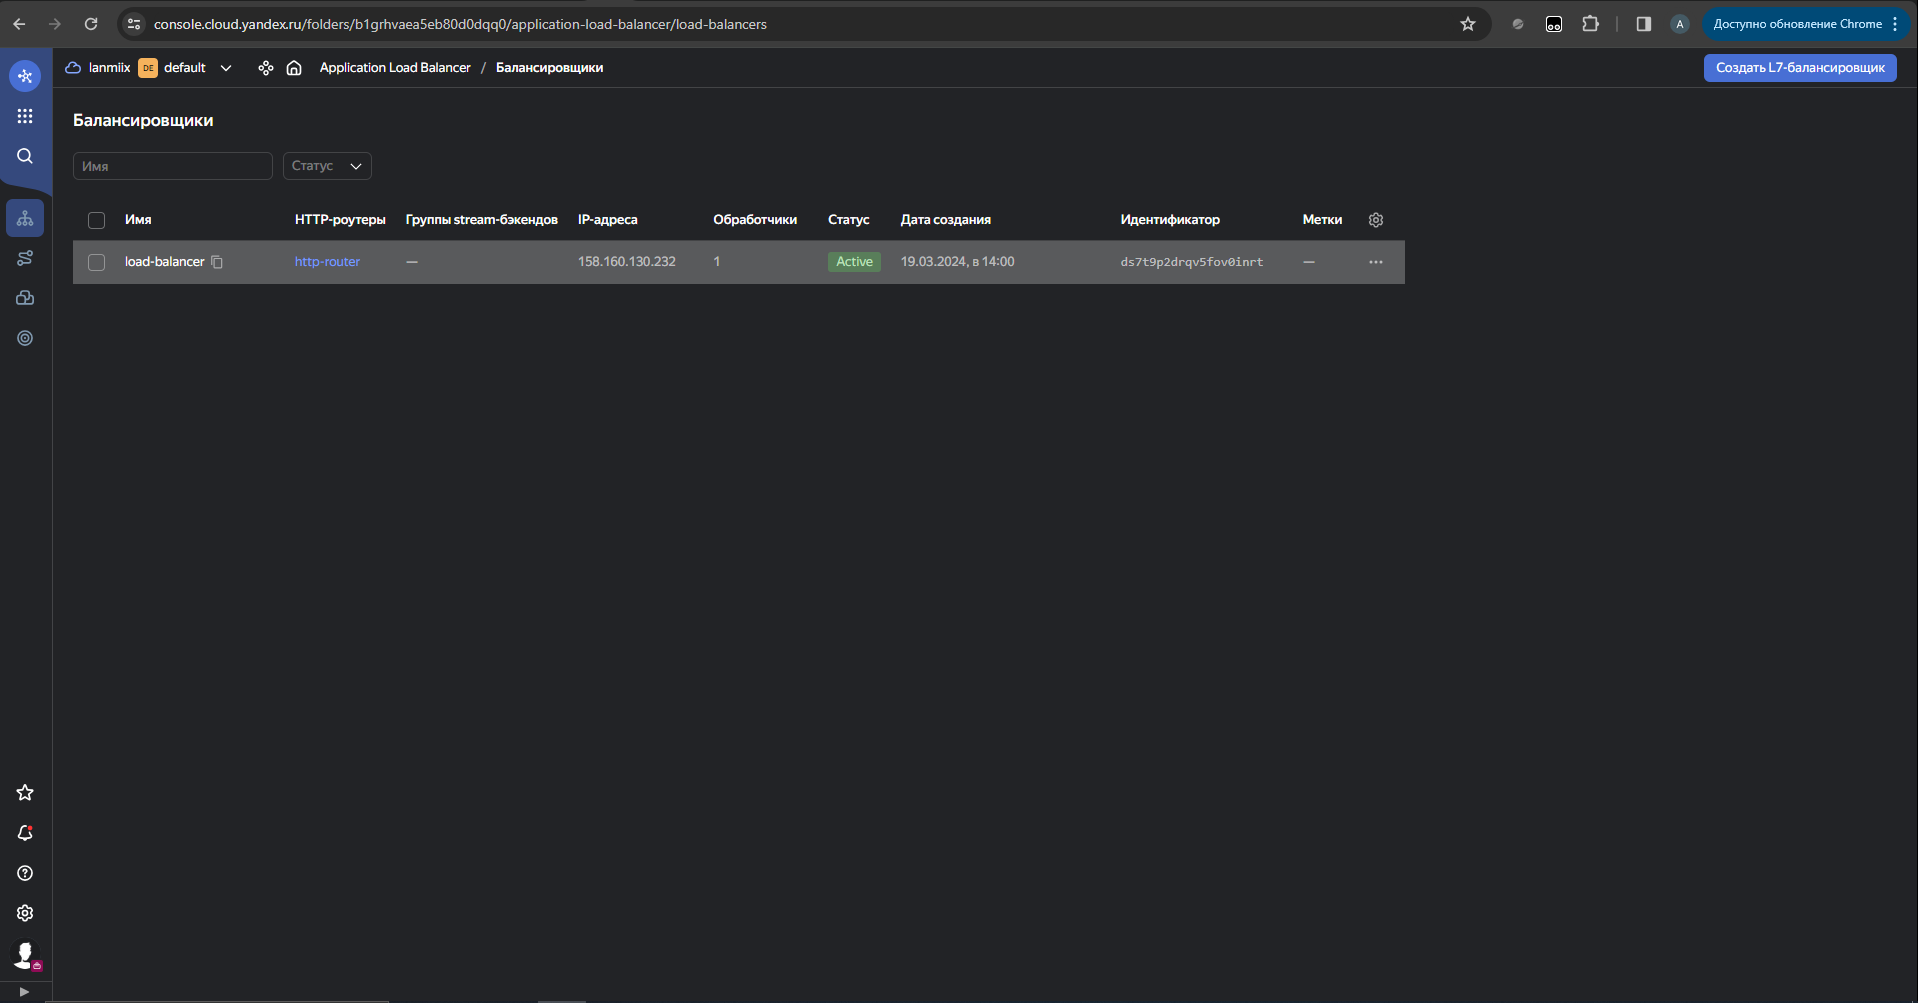 console.cloud.yandex.ru/folders/b1grhvaea5eb80d0dqq0/application-load-balancer/load-balancers
A
Доступно обновление Chrome
lanmiix DE default Application Load Balancer / Балансировщики
Создать L7-балансировщик
Балансировщики
Имя Статус
Имя HTTP-роутеры Группы stream-бэкендов IP-адреса Обработчики Статус Дата создания Идентификатор Метки
load-balancer http-router — 158.160.130.232 1 Active 19.03.2024, в 14:00 ds7t9p2drqv5fov0inrt —